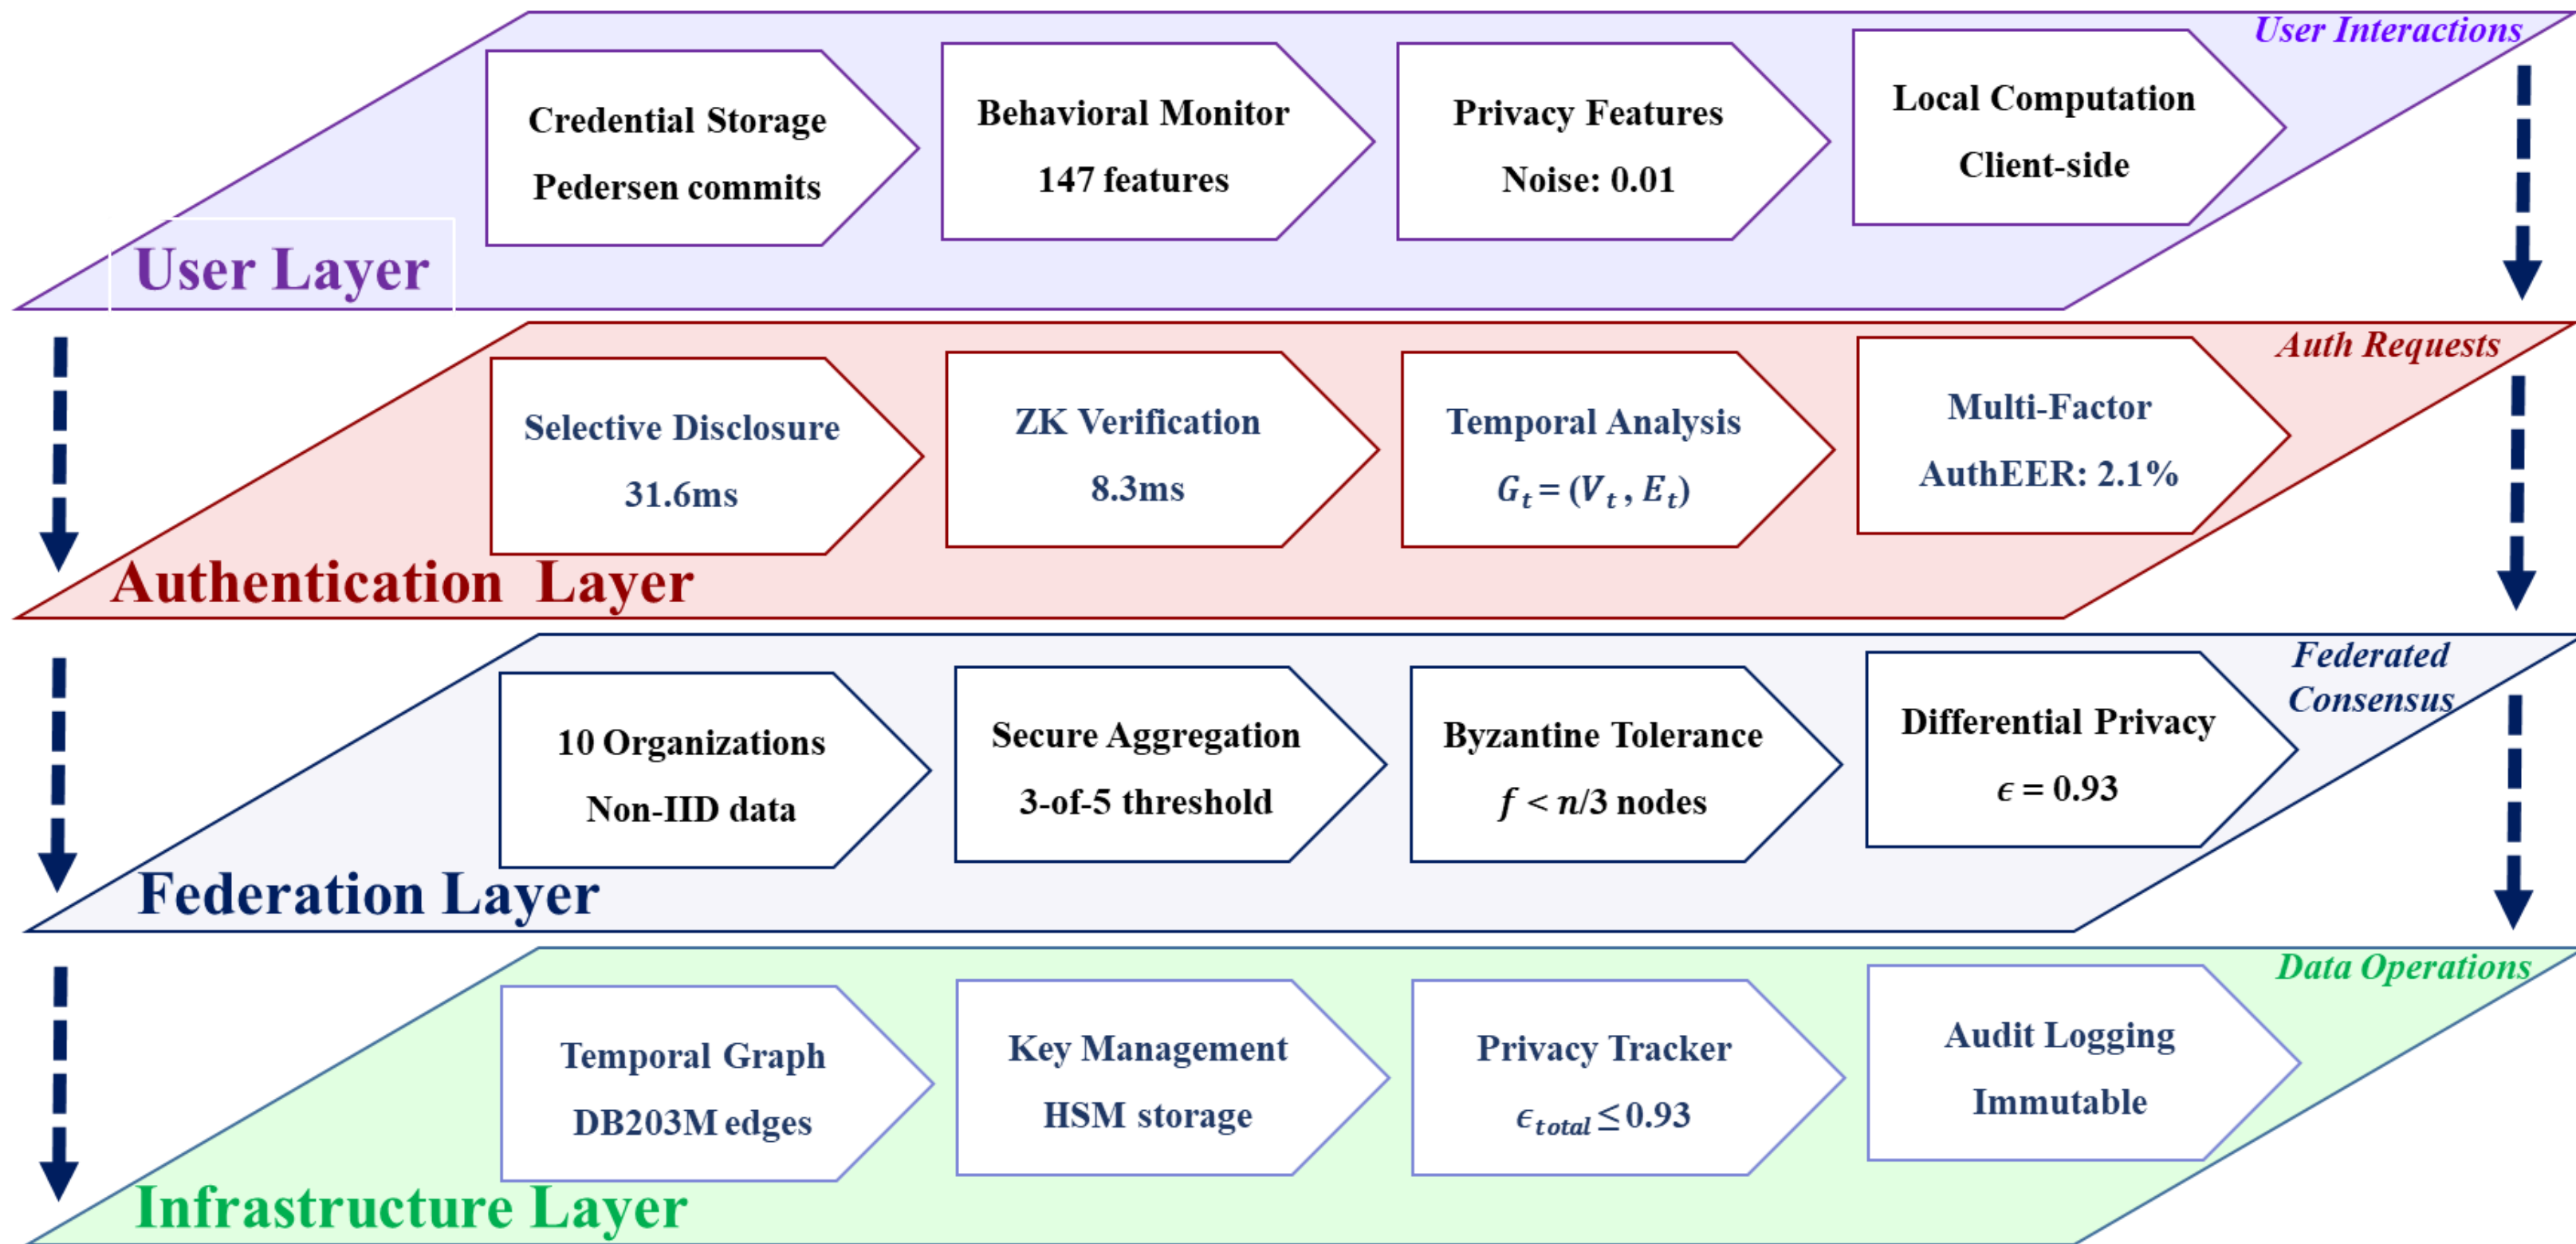 User Interactions
Credential Storage
Pedersen commits
Behavioral Monitor
147 features
Privacy Features
Noise: 0.01
Local Computation
Client-side
User Layer
Auth Requests
Selective Disclosure
31.6ms
ZK Verification
8.3ms
Temporal Analysis
G_t = (V_t , E_t)
Multi-Factor
AuthEER: 2.1%
Authentication Layer
Federated
Consensus
10 Organizations
Non-IID data
Secure Aggregation
3-of-5 threshold
Byzantine Tolerance
f < n/3 nodes
Differential Privacy
ϵ = 0.93
Federation Layer
Data Operations
Temporal Graph
DB203M edges
Key Management
HSM storage
Privacy Tracker
ϵ_total ≤ 0.93
Audit Logging
Immutable
Infrastructure Layer